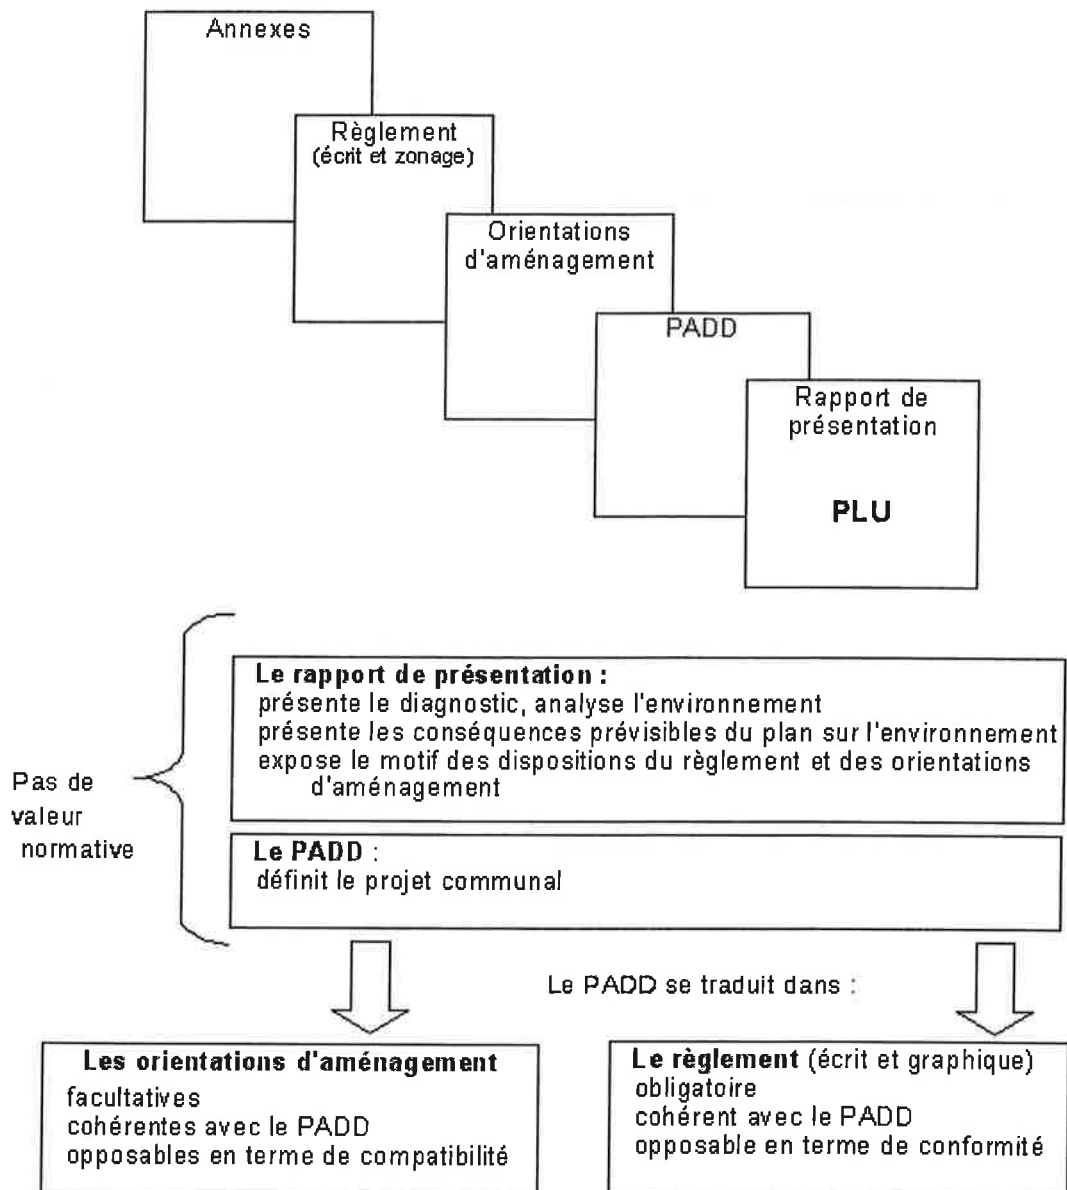 Annexes
Règlement
(écrit et zonage)
Orientations
d'aménagement
PADD
Rapport de
présentation
PLU
Le rapport de présentation :
présente le diagnostic, analyse l'environnement
présente les conséquences prévisibles du plan sur l'environnement
expose le motif des dispositions du règlement et des orientations
d'aménagement
Pas de
valeur
normative
Le PADD :
définit le projet communal
Le PADD se traduit dans :
Les orientations d'aménagement
facultatives
cohérentes avec le PADD
opposables en terme de compatibilité
Le règlement (écrit et graphique)
obligatoire
cohérent avec le PADD
opposable en terme de conformité